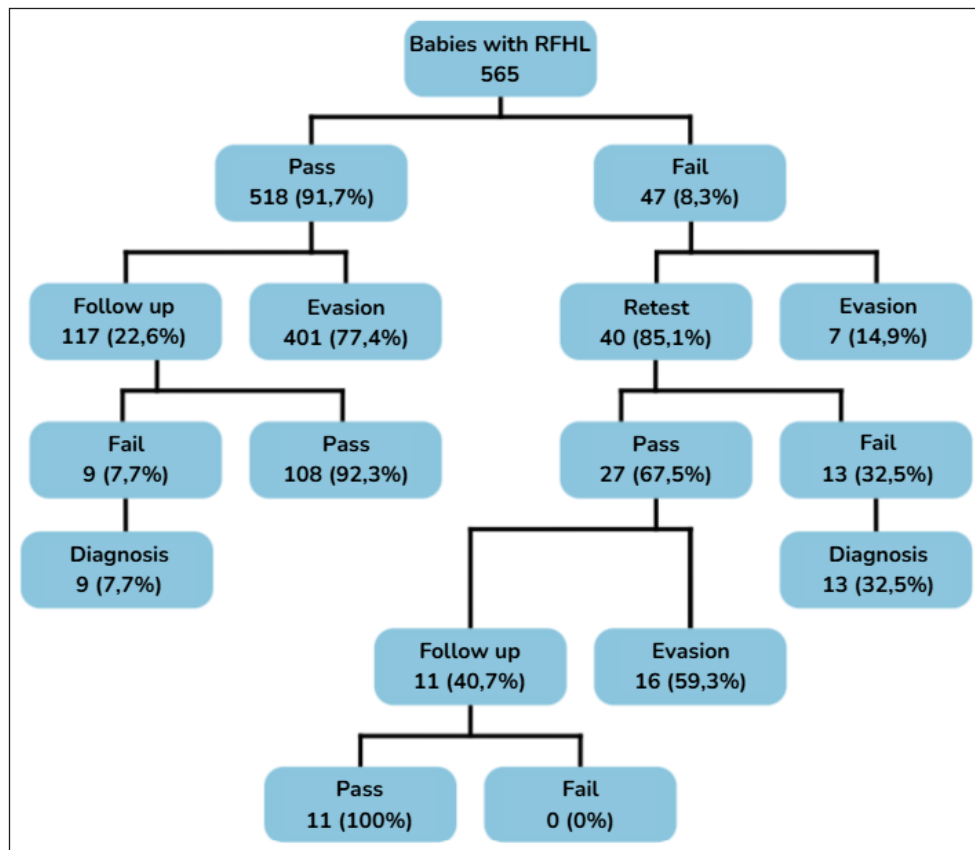 Babies with RFHL
565
Pass
518 (91,7%)
Fail
47 (8,3%)
Follow up
117 (22,6%)
Evasion
401 (77,4%)
Retest
40 (85,1%)
Evasion
7 (14,9%)
Fail
9 (7,7%)
Pass
108 (92,3%)
Pass
27 (67,5%)
Fail
13 (32,5%)
Diagnosis
9 (7,7%)
Diagnosis
13 (32,5%)
Follow up
11 (40,7%)
Evasion
16 (59,3%)
Pass
11 (100%)
Fail
0 (0%)